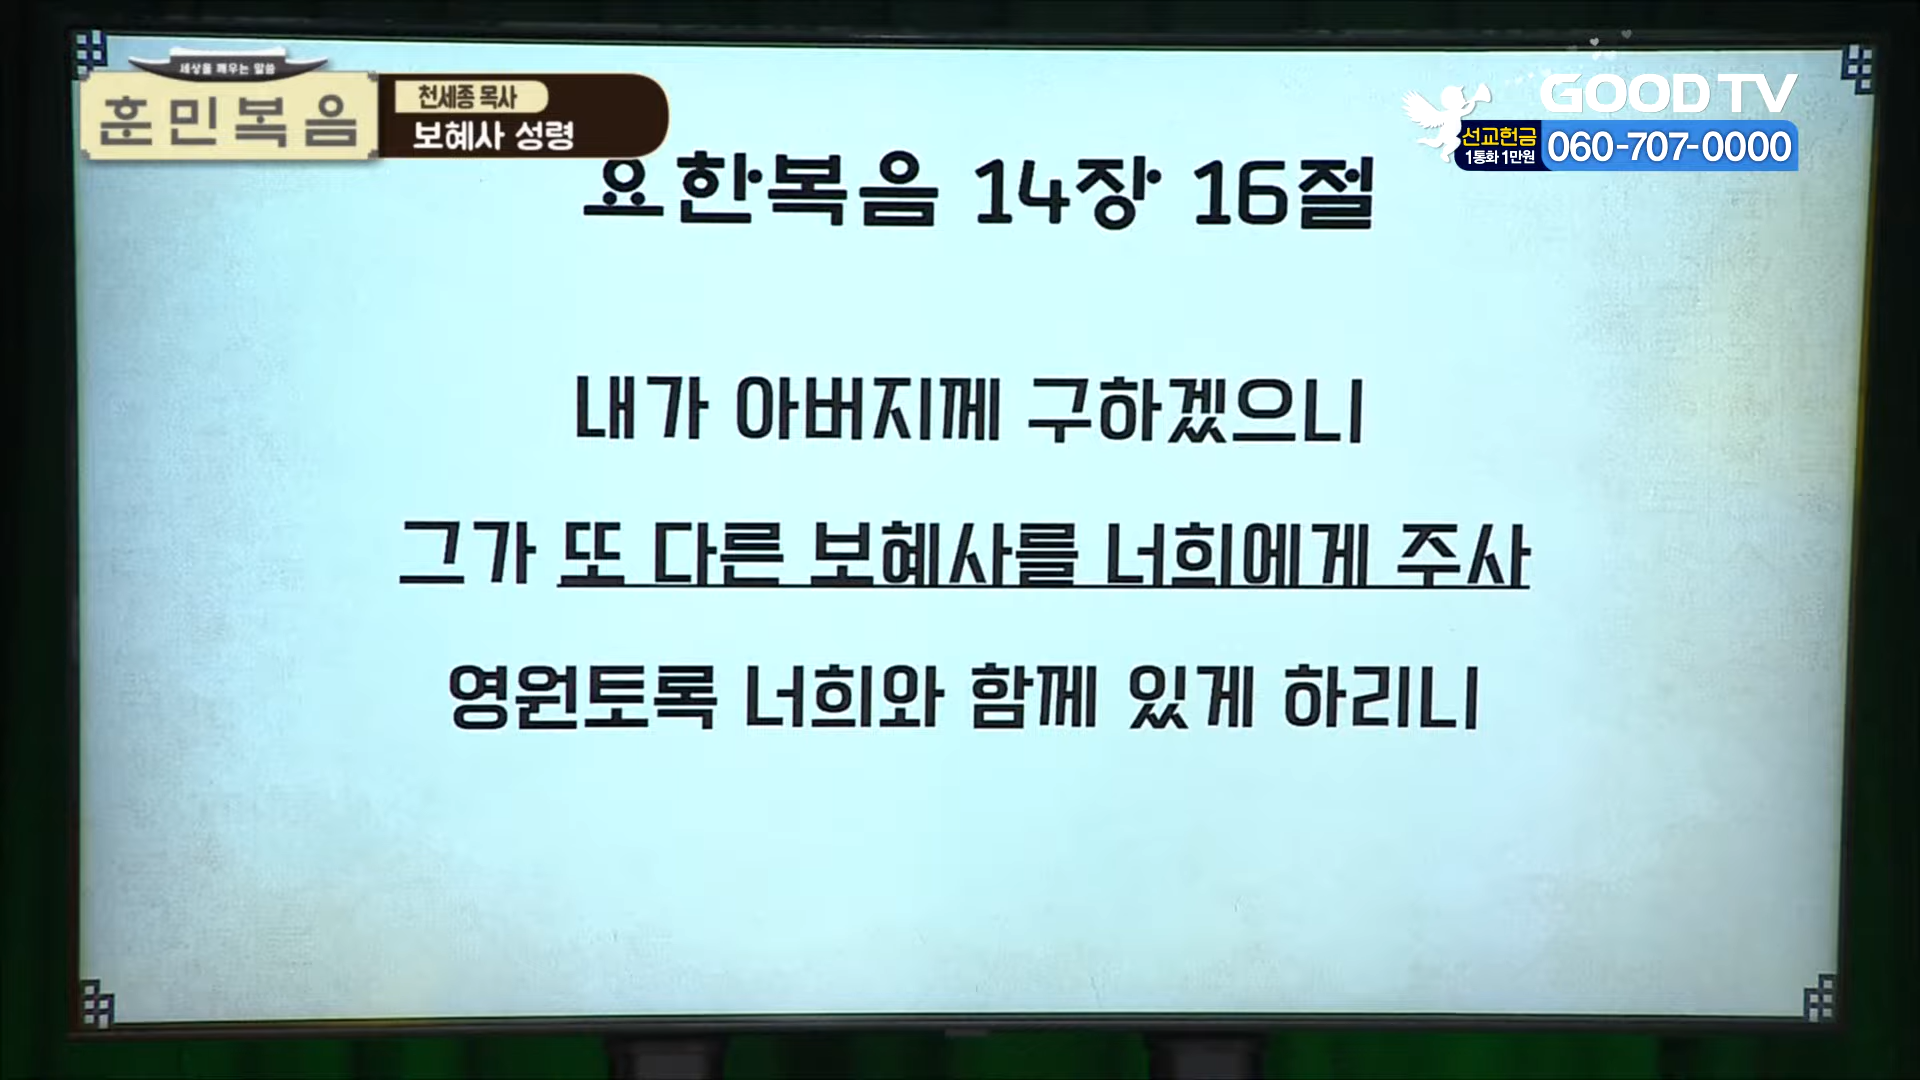 세상을 깨우는 말씀
훈민복음
천세종 목사
보혜사 성령
GOODTV
선교헌금
1통화 1만원
060-707-0000
요한복음 14장 16절
내가 아버지께 구하겠으니
그가 또 다른 보혜사를 너희에게 주사
영원토록 너희와 함께 있게 하리니